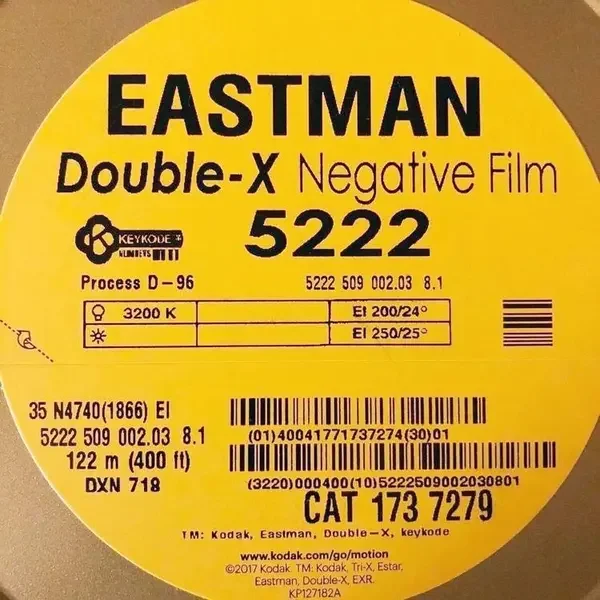 EASTMAN
Double-X Negative Film
KEYKODE TM
NUMBERS
5222
Process D-96
5222 509 002.03 8.1
3200 K EI 200/24°
EI 250/25°
35 N4740(1866) EI
5222 509 002.03 8.1
122 m (400 ft)
DXN 718
(01)40041771737274(30)01
(3220)000400(10)5222509002030801
CAT 173 7279
TM: Kodak, Eastman, Double-X, keykode
www.kodak.com/go/motion
©2017 Kodak. TM: Kodak, Tri-X, Estar,
Eastman, Double-X, EXR.
KP127182A